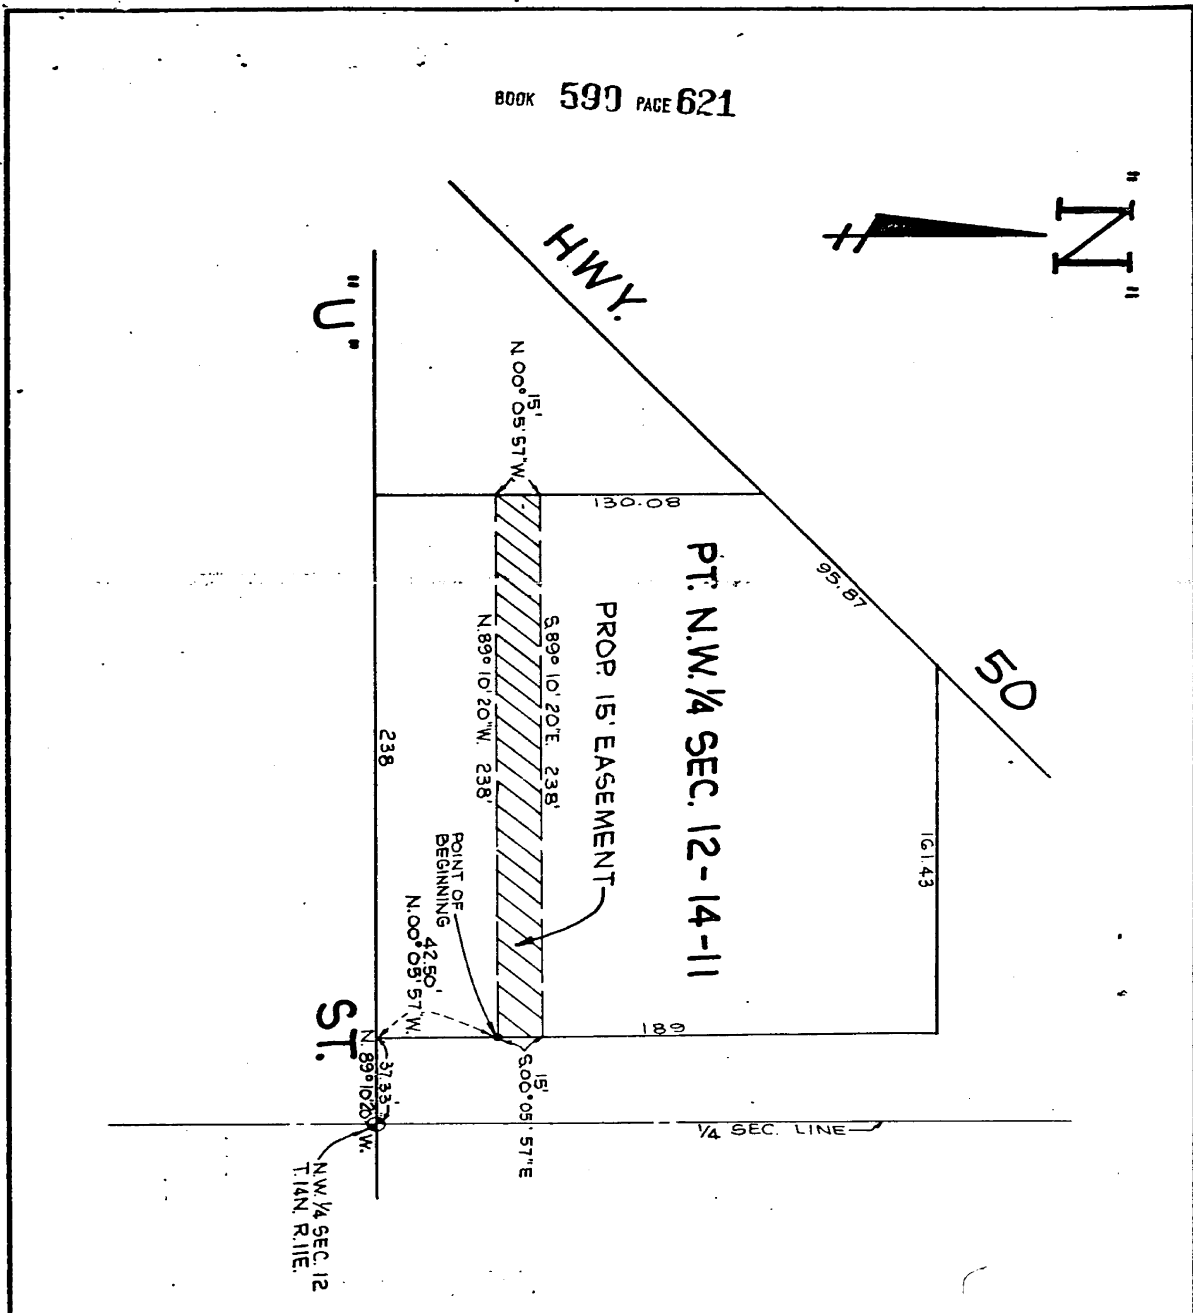 BOOK 599 PAGE 621
"N"
HWY.
50
"U"
ST.
15'
N.00° 05' 57" W.
130.08
95.87
161.43
189
238
PT. N.W. 1/4 SEC. 12-14-11
PROP. 15' EASEMENT
S.89° 10' 20"E. 238'
N.89° 10' 20"W. 238'
POINT OF
BEGINNING
42.50'
N.00° 05' 57" W.
15'
S.00° 05' 57"E
37.33'
N. 89° 10' 20" W.
1/4 SEC. LINE
N.W. 1/4 SEC. 12
T.14N. R.11E.